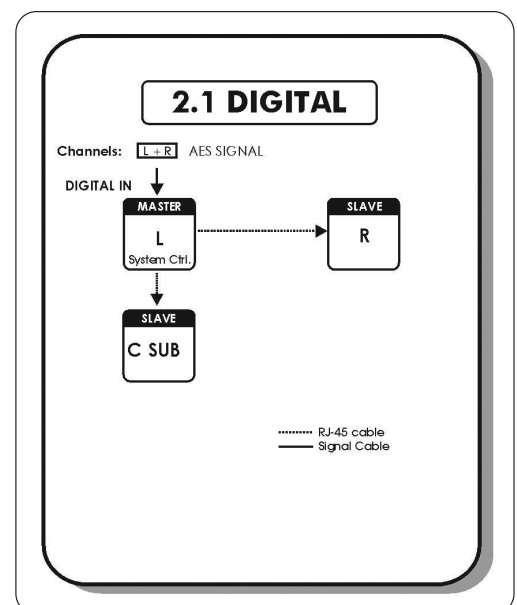 2.1 DIGITAL
Channels: L + R AES SIGNAL
DIGITAL IN
MASTER
L
System Ctrl.
SLAVE
R
SLAVE
C SUB
RJ-45 cable
Signal Cable